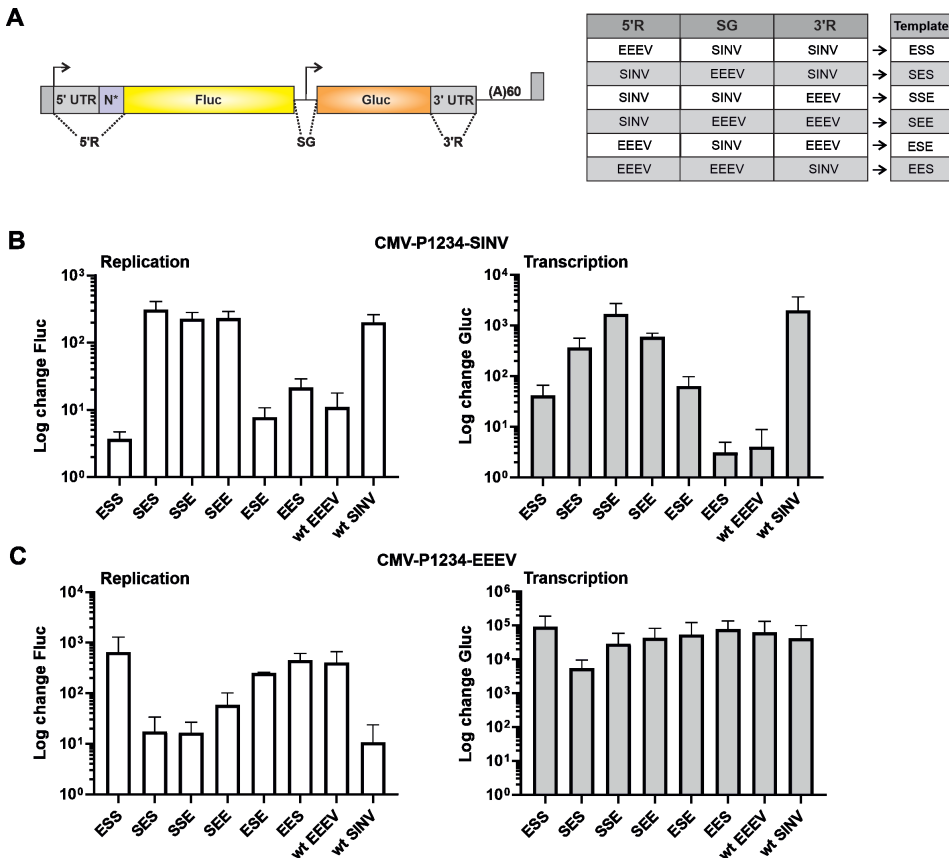 A
5' UTR N* Fluc Gluc 3' UTR (A)60
5'R SG 3'R
5'R SG 3'R Template
EEEV SINV SINV → ESS
SINV EEEV SINV → SES
SINV SINV EEEV → SSE
SINV EEEV EEEV → SEE
EEEV SINV EEEV → ESE
EEEV EEEV SINV → EES
B
CMV-P1234-SINV
Replication
Log change Fluc
10³
10²
10¹
10⁰
ESS SES SSE SEE ESE EES wt EEEV wt SINV
Transcription
Log change Gluc
10⁴
10³
10²
10¹
10⁰
ESS SES SSE SEE ESE EES wt EEEV wt SINV
C
CMV-P1234-EEEV
Replication
Log change Fluc
10⁴
10³
10²
10¹
10⁰
ESS SES SSE SEE ESE EES wt EEEV wt SINV
Transcription
Log change Gluc
10⁶
10⁵
10⁴
10³
10²
10¹
10⁰
ESS SES SSE SEE ESE EES wt EEEV wt SINV